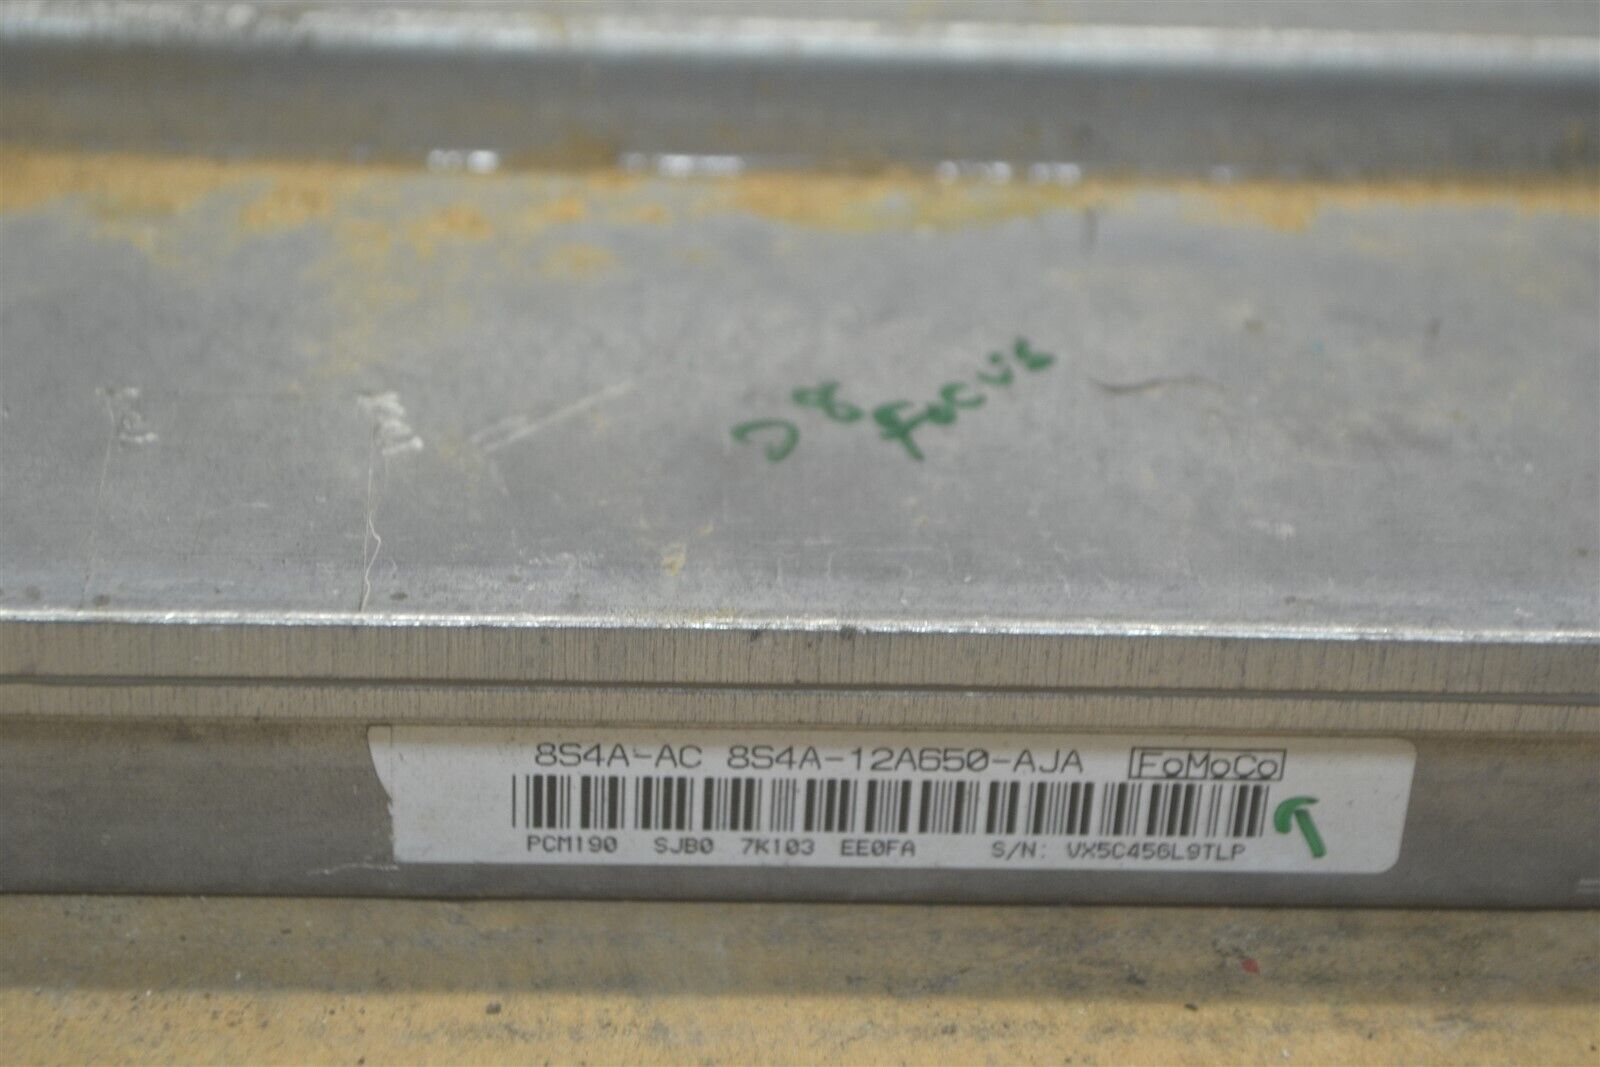 08
Focus
8S4A-AC 8S4A-12A650-AJA FoMoCo
PCM190 SJB0 7K103 EE0FA S/N: VX5C456L9TLP